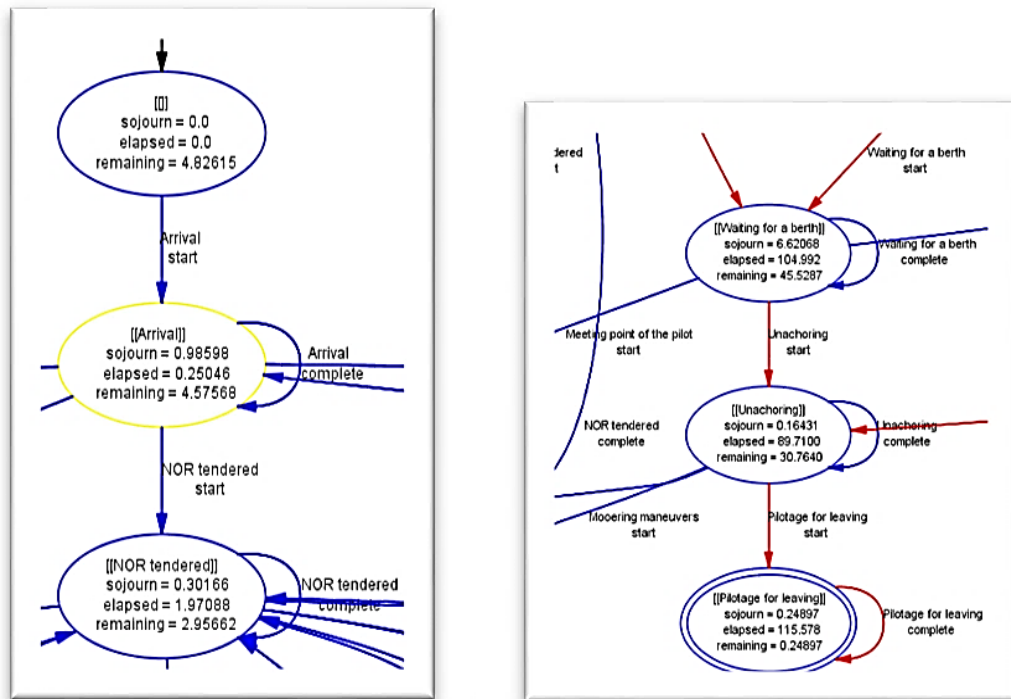 [[]]
sojourn = 0.0
elapsed = 0.0
remaining = 4.82615
Arrival
start
[[Arrival]]
sojourn = 0.98598
elapsed = 0.25046
remaining = 4.57568
Arrival
complete
NOR tendered
start
[[NOR tendered]]
sojourn = 0.30166
elapsed = 1.97088
remaining = 2.95662
NOR tendered
complete
dered
t
Waiting for a berth
start
[[Waiting for a berth]]
sojourn = 6.62068
elapsed = 104.992
remaining = 45.5287
Waiting for a berth
complete
Meeting point of the pilot
start
Unachoring
start
[[Unachoring]]
sojourn = 0.16431
elapsed = 89.7100
remaining = 30.7640
NOR tendered
complete
Unachoring
complete
Mooering maneuvers
start
Pilotage for leaving
start
[[Pilotage for leaving]]
sojourn = 0.24897
elapsed = 115.578
remaining = 0.24897
Pilotage for leaving
complete